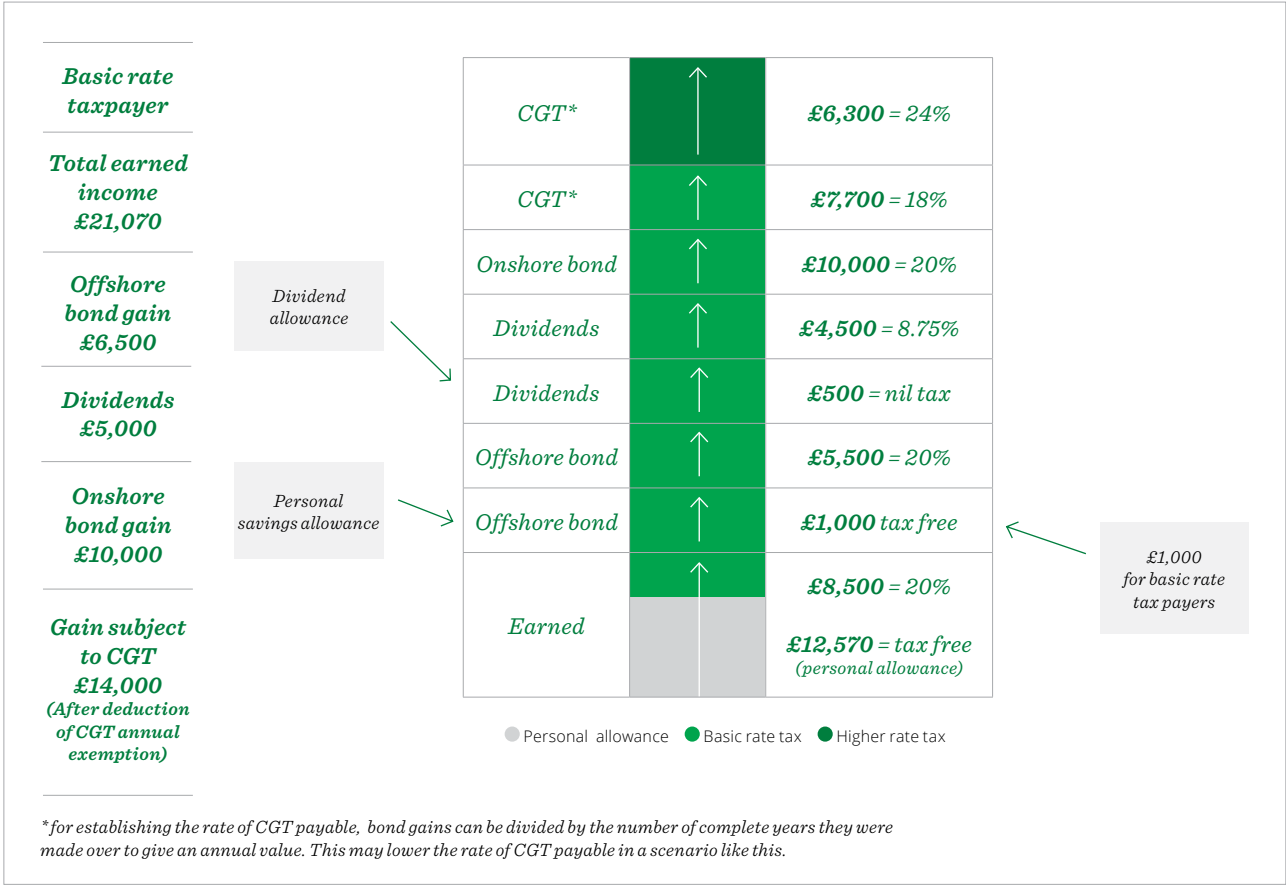 Basic rate
taxpayer
Total earned
income
£21,070
Offshore
bond gain
£6,500
Dividends
£5,000
Onshore
bond gain
£10,000
Gain subject
to CGT
£14,000
(After deduction
of CGT annual
exemption)
Dividend
allowance
Personal
savings allowance
CGT*
£6,300 = 24%
CGT*
£7,700 = 18%
Onshore bond
£10,000 = 20%
Dividends
£4,500 = 8.75%
Dividends
£500 = nil tax
Offshore bond
£5,500 = 20%
Offshore bond
£1,000 tax free
Earned
£8,500 = 20%
£12,570 = tax free
(personal allowance)
£1,000
for basic rate
tax payers
Personal allowance
Basic rate tax
Higher rate tax
*for establishing the rate of CGT payable, bond gains can be divided by the number of complete years they were
made over to give an annual value. This may lower the rate of CGT payable in a scenario like this.